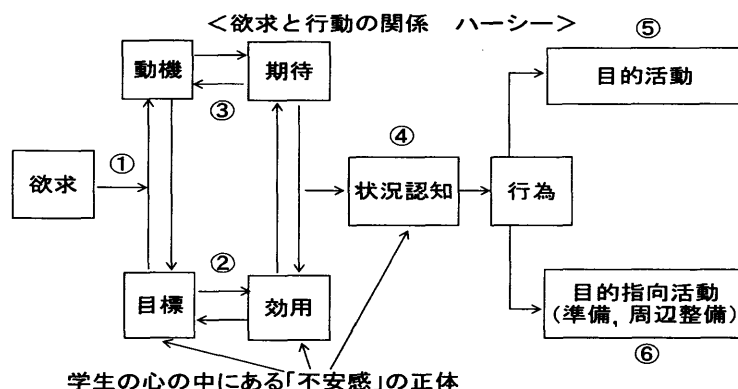 <欲求と行動の関係 ハーシー>
⑤
動機
期待
目的活動
③
④
①
欲求
状況認知
行為
②
目標
効用
目的指向活動
(準備, 周辺整備)
⑥
学生の心の中にある「不安感」の正体